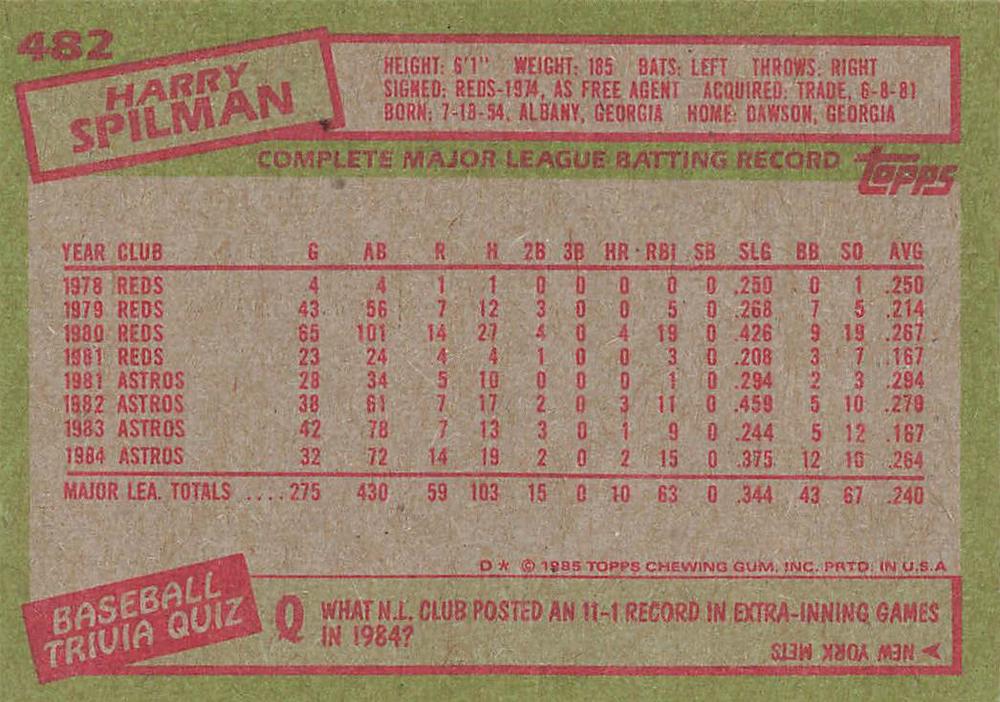 482
HARRY
SPILMAN
HEIGHT: 6'1" WEIGHT: 185 BATS: LEFT THROWS: RIGHT
SIGNED: REDS-1974, AS FREE AGENT ACQUIRED: TRADE, 6-8-81
BORN: 7-18-54, ALBANY, GEORGIA HOME: DAWSON, GEORGIA
COMPLETE MAJOR LEAGUE BATTING RECORD
topps
YEAR CLUB G AB R H 2B 3B HR RBI SB SLG BB SO AVG
1978 REDS 4 4 1 1 0 0 0 0 0 .250 0 1 .250
1979 REDS 43 56 7 12 3 0 0 5 0 .268 7 5 .214
1980 REDS 65 101 14 27 4 0 4 19 0 .426 9 19 .267
1981 REDS 23 24 4 4 1 0 0 3 0 .208 3 7 .167
1981 ASTROS 28 34 5 10 0 0 0 1 0 .294 2 3 .294
1982 ASTROS 38 61 7 17 2 0 3 11 0 .459 5 10 .279
1983 ASTROS 42 78 7 13 3 0 1 9 0 .244 5 12 .167
1984 ASTROS 32 72 14 19 2 0 2 15 0 .375 12 10 .264
MAJOR LEA. TOTALS .... 275 430 59 103 15 0 10 63 0 .344 43 67 .240
D* © 1985 TOPPS CHEWING GUM, INC. PRTD. IN U.S.A
BASEBALL
TRIVIA QUIZ
Q WHAT N.L. CLUB POSTED AN 11-1 RECORD IN EXTRA-INNING GAMES
IN 1984?
NEW YORK METS